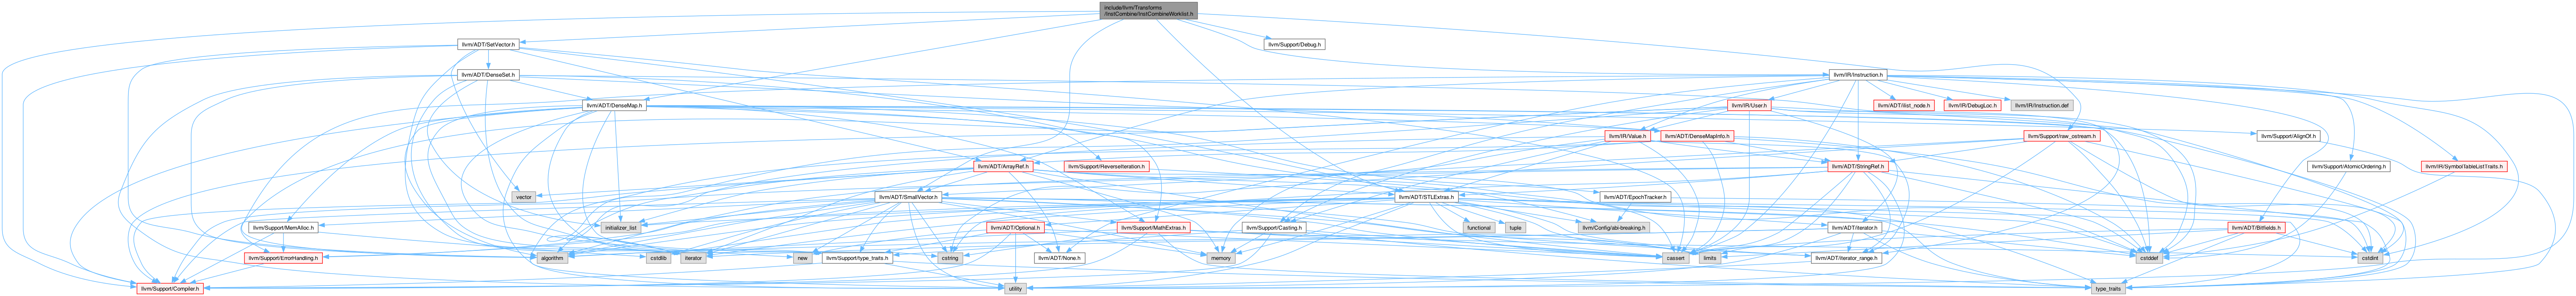 include/llvm/Transforms
/InstCombine/InstCombineWorklist.h
llvm/ADT/SetVector.h
llvm/Support/Debug.h
llvm/ADT/DenseSet.h
llvm/IR/Instruction.h
llvm/ADT/DenseMap.h
llvm/IR/User.h
llvm/ADT/ilist_node.h
llvm/IR/DebugLoc.h
llvm/IR/Instruction.def
llvm/IR/Value.h
llvm/ADT/DenseMapInfo.h
llvm/Support/raw_ostream.h
llvm/Support/AlignOf.h
llvm/ADT/ArrayRef.h
llvm/Support/ReverseIteration.h
llvm/ADT/StringRef.h
llvm/Support/AtomicOrdering.h
llvm/IR/SymbolTableListTraits.h
vector
llvm/ADT/SmallVector.h
llvm/ADT/EpochTracker.h
llvm/ADT/STLExtras.h
llvm/Support/MemAlloc.h
initializer_list
llvm/ADT/Optional.h
llvm/Support/MathExtras.h
llvm/Support/Casting.h
functional
tuple
llvm/Config/abi-breaking.h
llvm/ADT/iterator.h
llvm/ADT/Bitfields.h
llvm/Support/ErrorHandling.h
algorithm
cstdlib
iterator
new
llvm/Support/type_traits.h
cstring
llvm/ADT/None.h
memory
cassert
limits
llvm/ADT/iterator_range.h
cstddef
cstdint
llvm/Support/Compiler.h
utility
type_traits